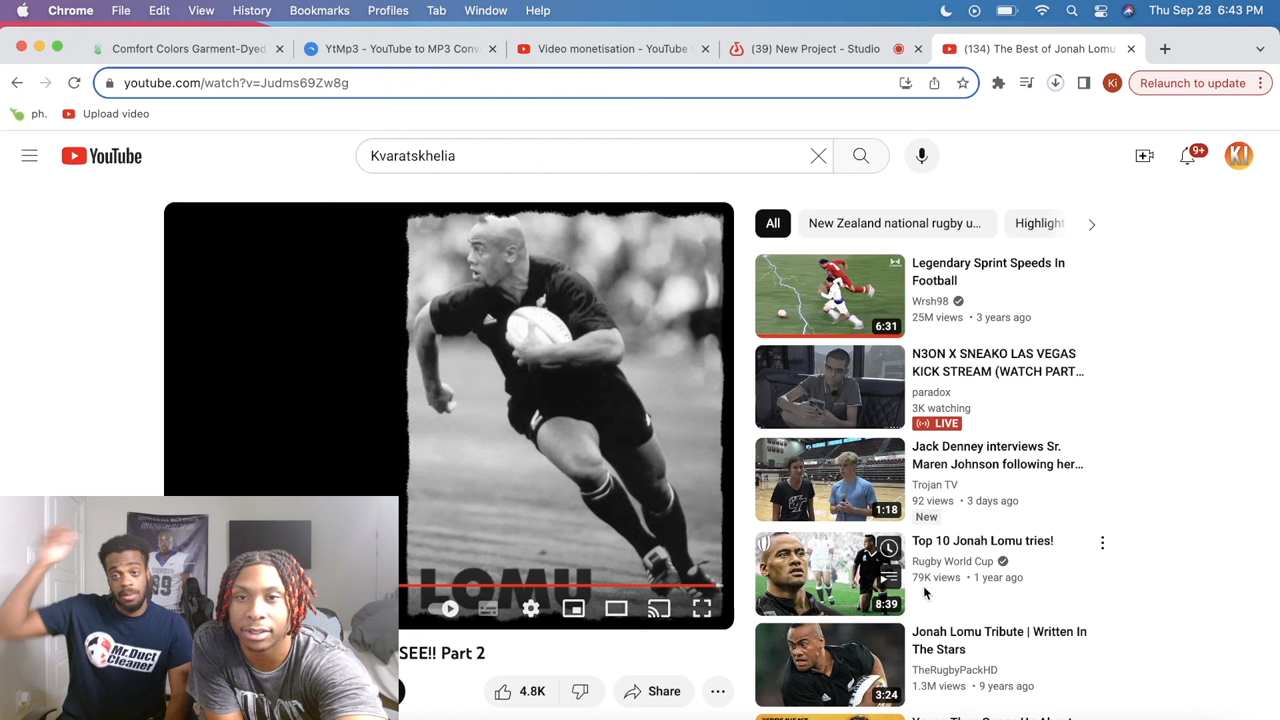 Chrome File Edit View History Bookmarks Profiles Tab Window Help Thu Sep 28 6:43 PM
Comfort Colors Garment-Dyed YtMp3 - YouTube to MP3 Conv Video monetisation - YouTube (39) New Project - Studio (134) The Best of Jonah Lomu
youtube.com/watch?v=Judms69Zw8g Ki Relaunch to update
ph. Upload video
YouTube Kvaratskhelia 9+ KI
All New Zealand national rugby u... Highlight
Legendary Sprint Speeds In
Football
Wrsh98
25M views • 3 years ago
6:31
N3ON X SNEAKO LAS VEGAS
KICK STREAM (WATCH PART...
paradox
3K watching
LIVE
Jack Denney interviews Sr.
Maren Johnson following her...
Trojan TV
92 views • 3 days ago
1:18
New
Top 10 Jonah Lomu tries!
Rugby World Cup
79K views • 1 year ago
8:39
Jonah Lomu Tribute | Written In
The Stars
TheRugbyPackHD
1.3M views • 9 years ago
3:24
LOMU
SEE!! Part 2
4.8K Share
Mr. Duct
Cleaner